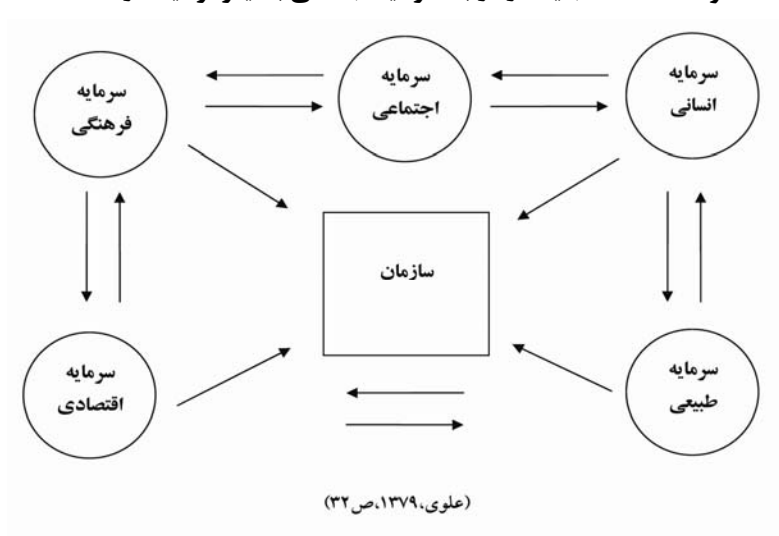 سرمایه
انسانی
سرمایه
اجتماعی
سرمایه
فرهنگی
سازمان
سرمایه
طبیعی
سرمایه
اقتصادی
(علوی،۱۳۷۹،ص۳۲)